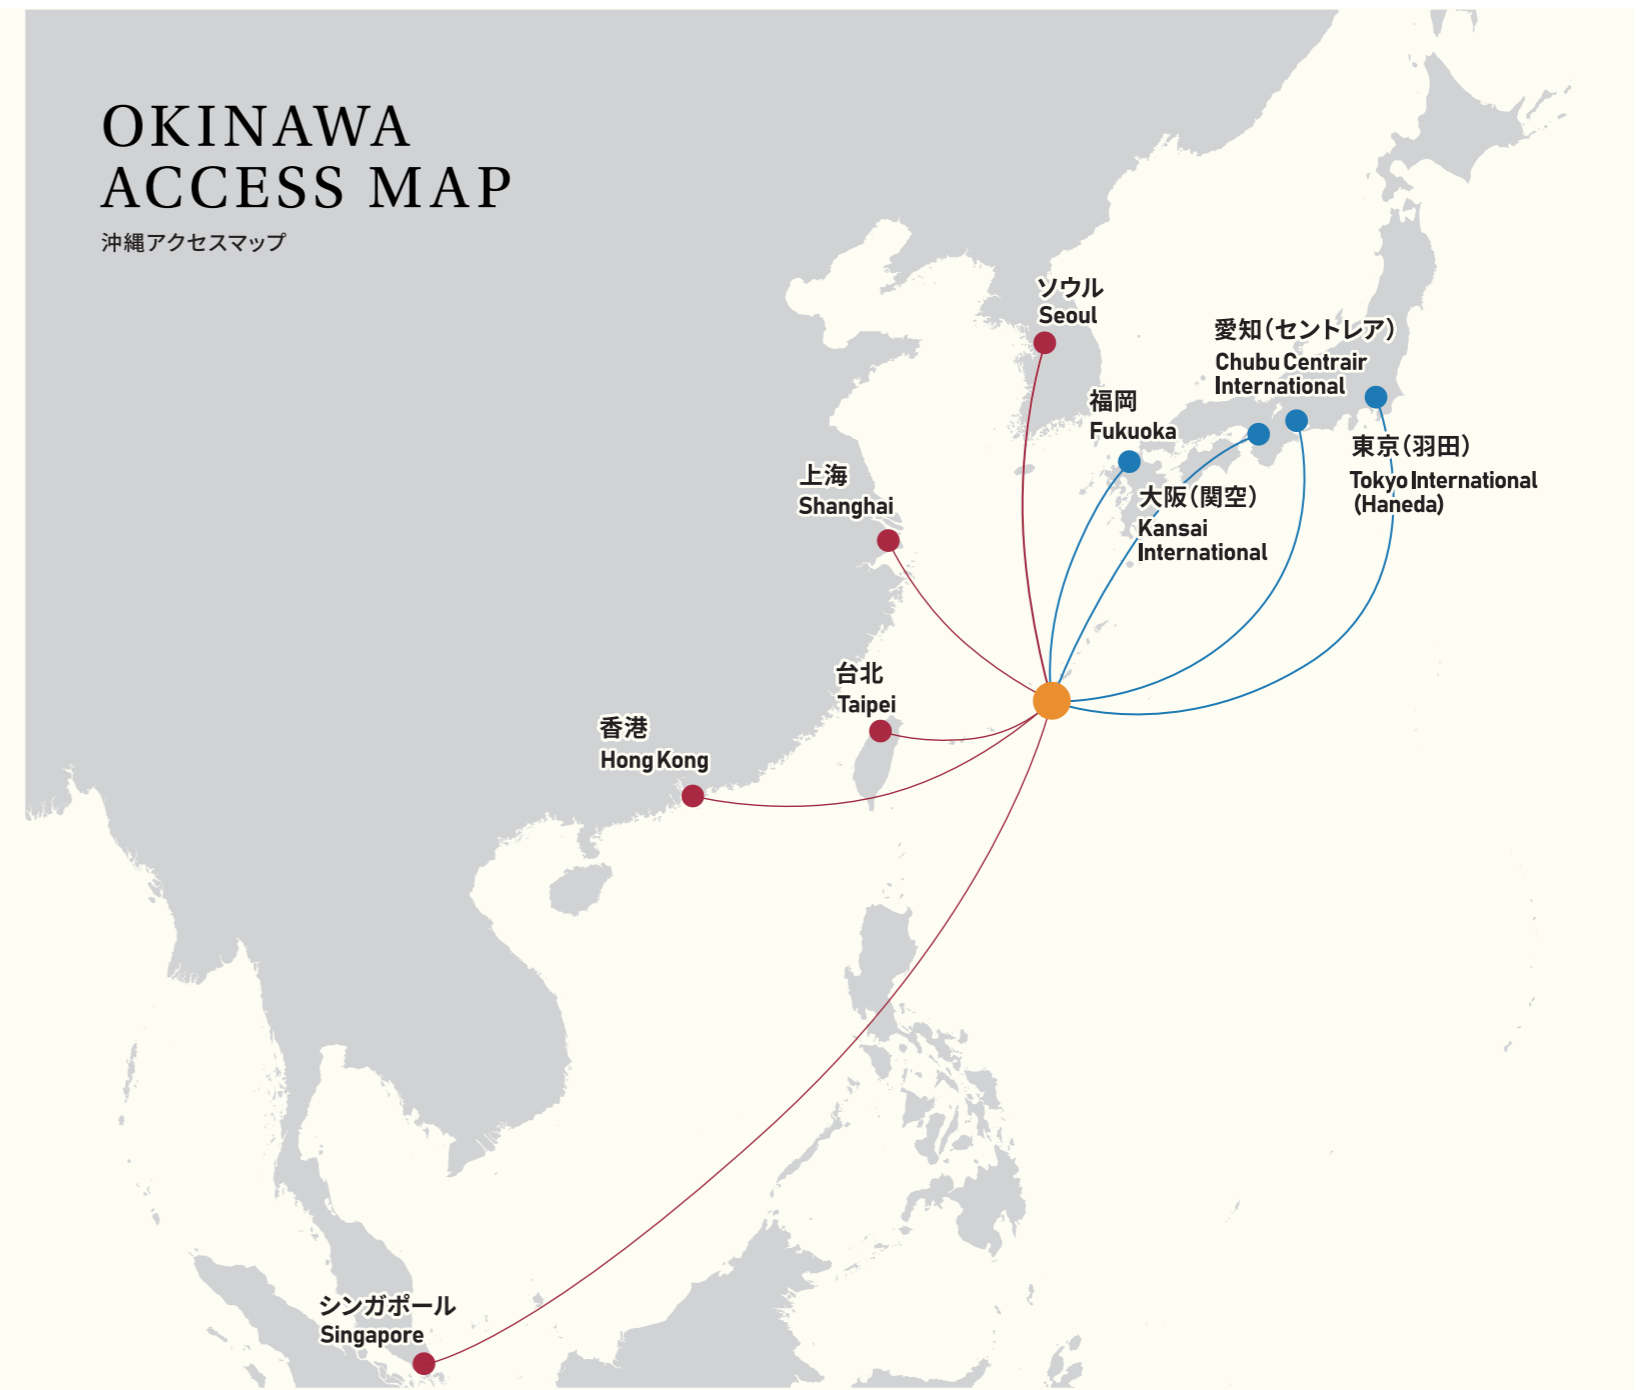 OKINAWA
ACCESS MAP
沖縄アクセスマップ
ソウル
Seoul
愛知（セントレア）
Chubu Centrair
International
福岡
Fukuoka
東京（羽田）
Tokyo International
(Haneda)
上海
Shanghai
大阪（関空）
Kansai
International
台北
Taipei
香港
Hong Kong
シンガポール
Singapore